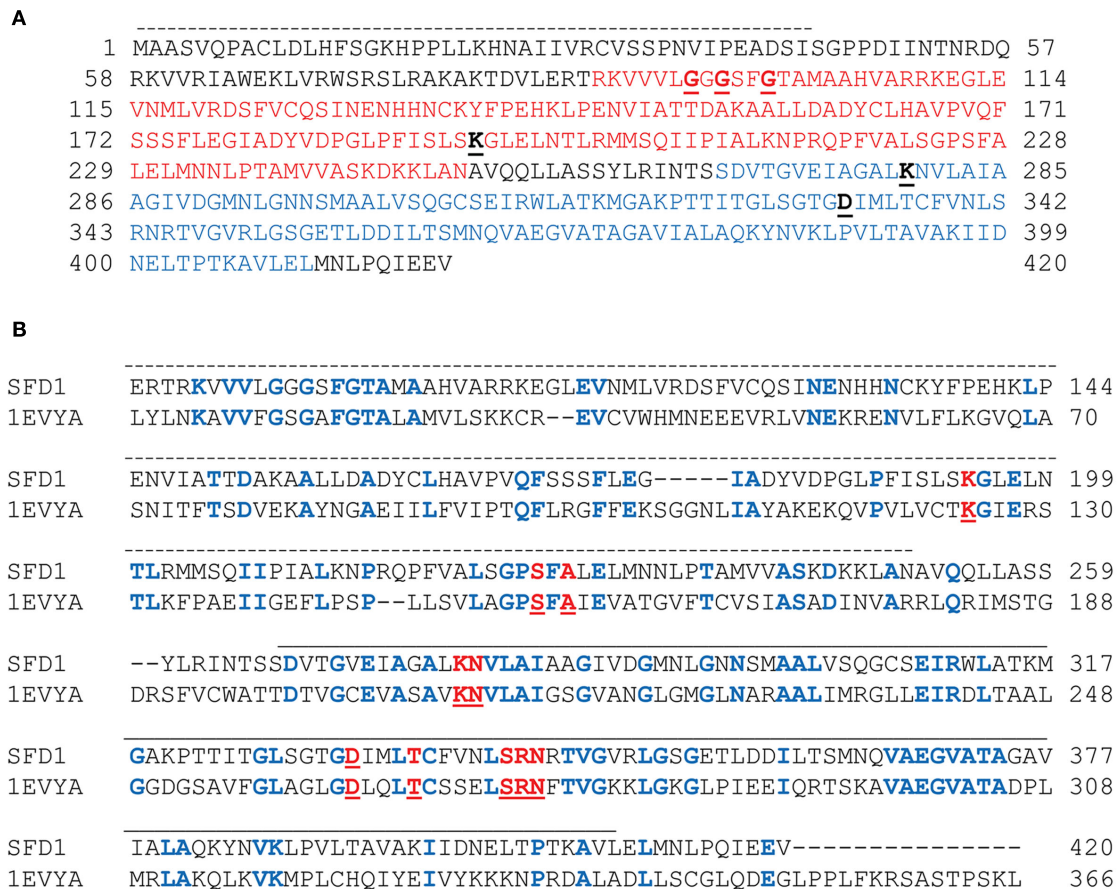 A
1 MAASVQPACLDLHFSGKHPPLLKHNAIIVRCVSSPNVIPEADSISGPPDIINTNRDQ 57
58 RKVVRIAWEKLVRWSRSLRAKAKTDVLERTRKVVVLGGGSFGTAMAAHVARRKEGLE 114
115 VNMLVRDSFVCQSINENHHNCKYFPEHKLPENVIATTDAKAALLDADYCLHAVPVQF 171
172 SSSFLEGIADYVDPGLPFISLSKGLELNTLRMMSQIIPIALKNPRQPFVALSGPSFA 228
229 LELMNNLPTAMVVASKDKKLANAVQQLLASSYLRINTSSDVTGVEIAGALKNVLAIA 285
286 AGIVDGMNLGNNSMAALVSQGCSEIRWLATKMGAKPTTITGLSGTGDIMLTCFVNLS 342
343 RNRTVGVRLGSGETLDDILTSMNQVAEGVATAGAVIALAQKYNVKLPVLTAVAKIID 399
400 NELTPTKAVLELMNLPQIEEV 420
B
SFD1 ERTRKVVVLGGGSFGTAMAAHVARRKEGLEVNMLVRDSFVCQSINENHHNCKYFPEHKLP 144
1EVYA LYLNKAVVFGSGAFGTALAMVLSKKCR--EVCVWHMNEEEVRLVNEKRENVLFLKGVQLA 70
SFD1 ENVIATTDAKAALLDADYCLHAVPVQFSSSFLEG-----IADYVDPGLPFISLSKGLELN 199
1EVYA SNITFTSDVEKAYNGAEIILFVIPTQFLRGFFEKSGGNLIAYAKEKQVPVLVCTKGIERS 130
SFD1 TLRMMSQIIPIALKNPRQPFVALSGPSFALELMNNLPTAMVVASKDKKLANAVQQLLASS 259
1EVYA TLKFPAEIIGEFLPSP--LLSVLAGPSFAIEVATGVFTCVSIASADINVARRLQRIMSTG 188
SFD1 --YLRINTSSDVTGVEIAGALKNVLAIAAGIVDGMNLGNNSMAALVSQGCSEIRWLATKM 317
1EVYA DRSFVCWATTDTVGCEVASAVKNVLAIGSGVANGLGMGLNARAALIMRGLLEIRDLTAAL 248
SFD1 GAKPTTITGLSGTGDIMLTCFVNLSRNRTVGVRLGSGETLDDILTSMNQVAEGVATAGAV 377
1EVYA GGDGSAVFGLAGLGDLQLTCSSELSRNFTVGKKLGKGLPIEEIQRTSKAVAEGVATADPL 308
SFD1 IALAQKYNVKLPVLTAVAKIIDNELTPTKAVLELMNLPQIEEV--------------- 420
1EVYA MRLAKQLKVKMPLCHQIYEIVYKKKNPRDALADLLSCGLQDEGLPPLFKRSASTPSKL 366